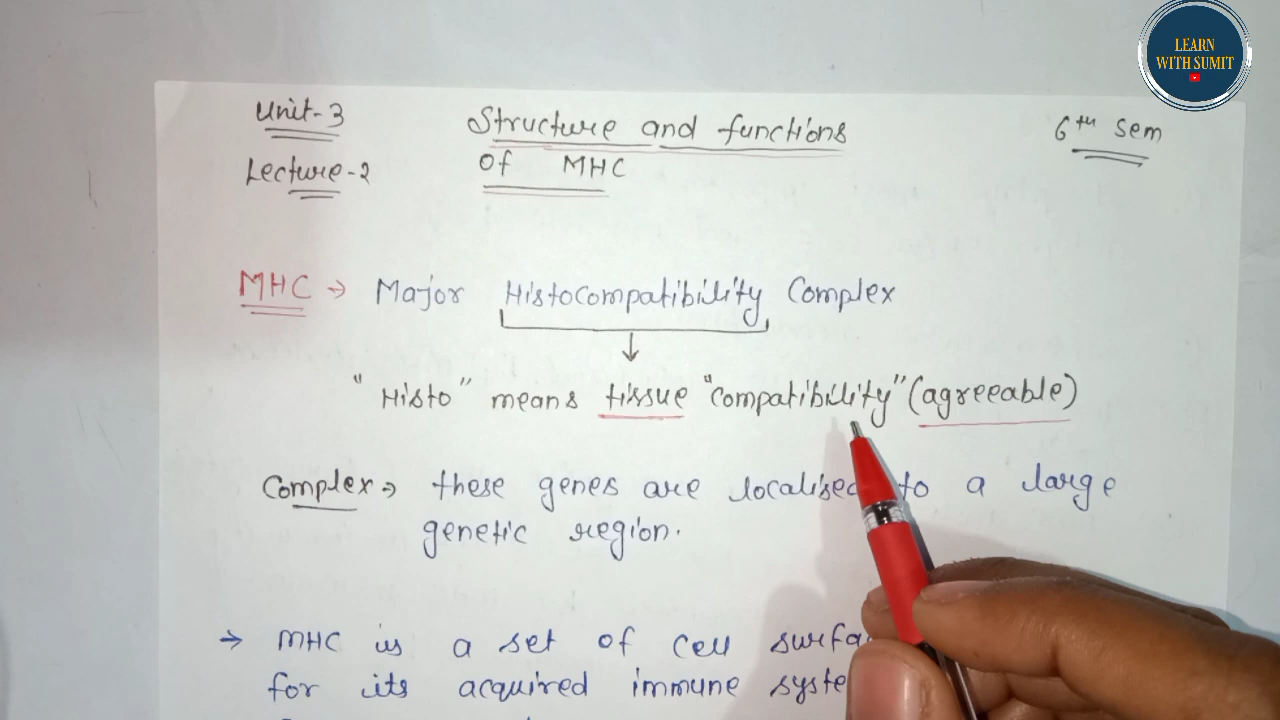 LEARN
WITH SUMIT
Unit-3
Structure and functions
6th Sem
Lecture-2
Of MHC
MHC → Major Histocompatibility Complex
"Histo" means tissue "compatibility" (agreeable)
Complex → these genes are localised to a large
genetic region.
→ MHC is a set of cell
for its acquired immune